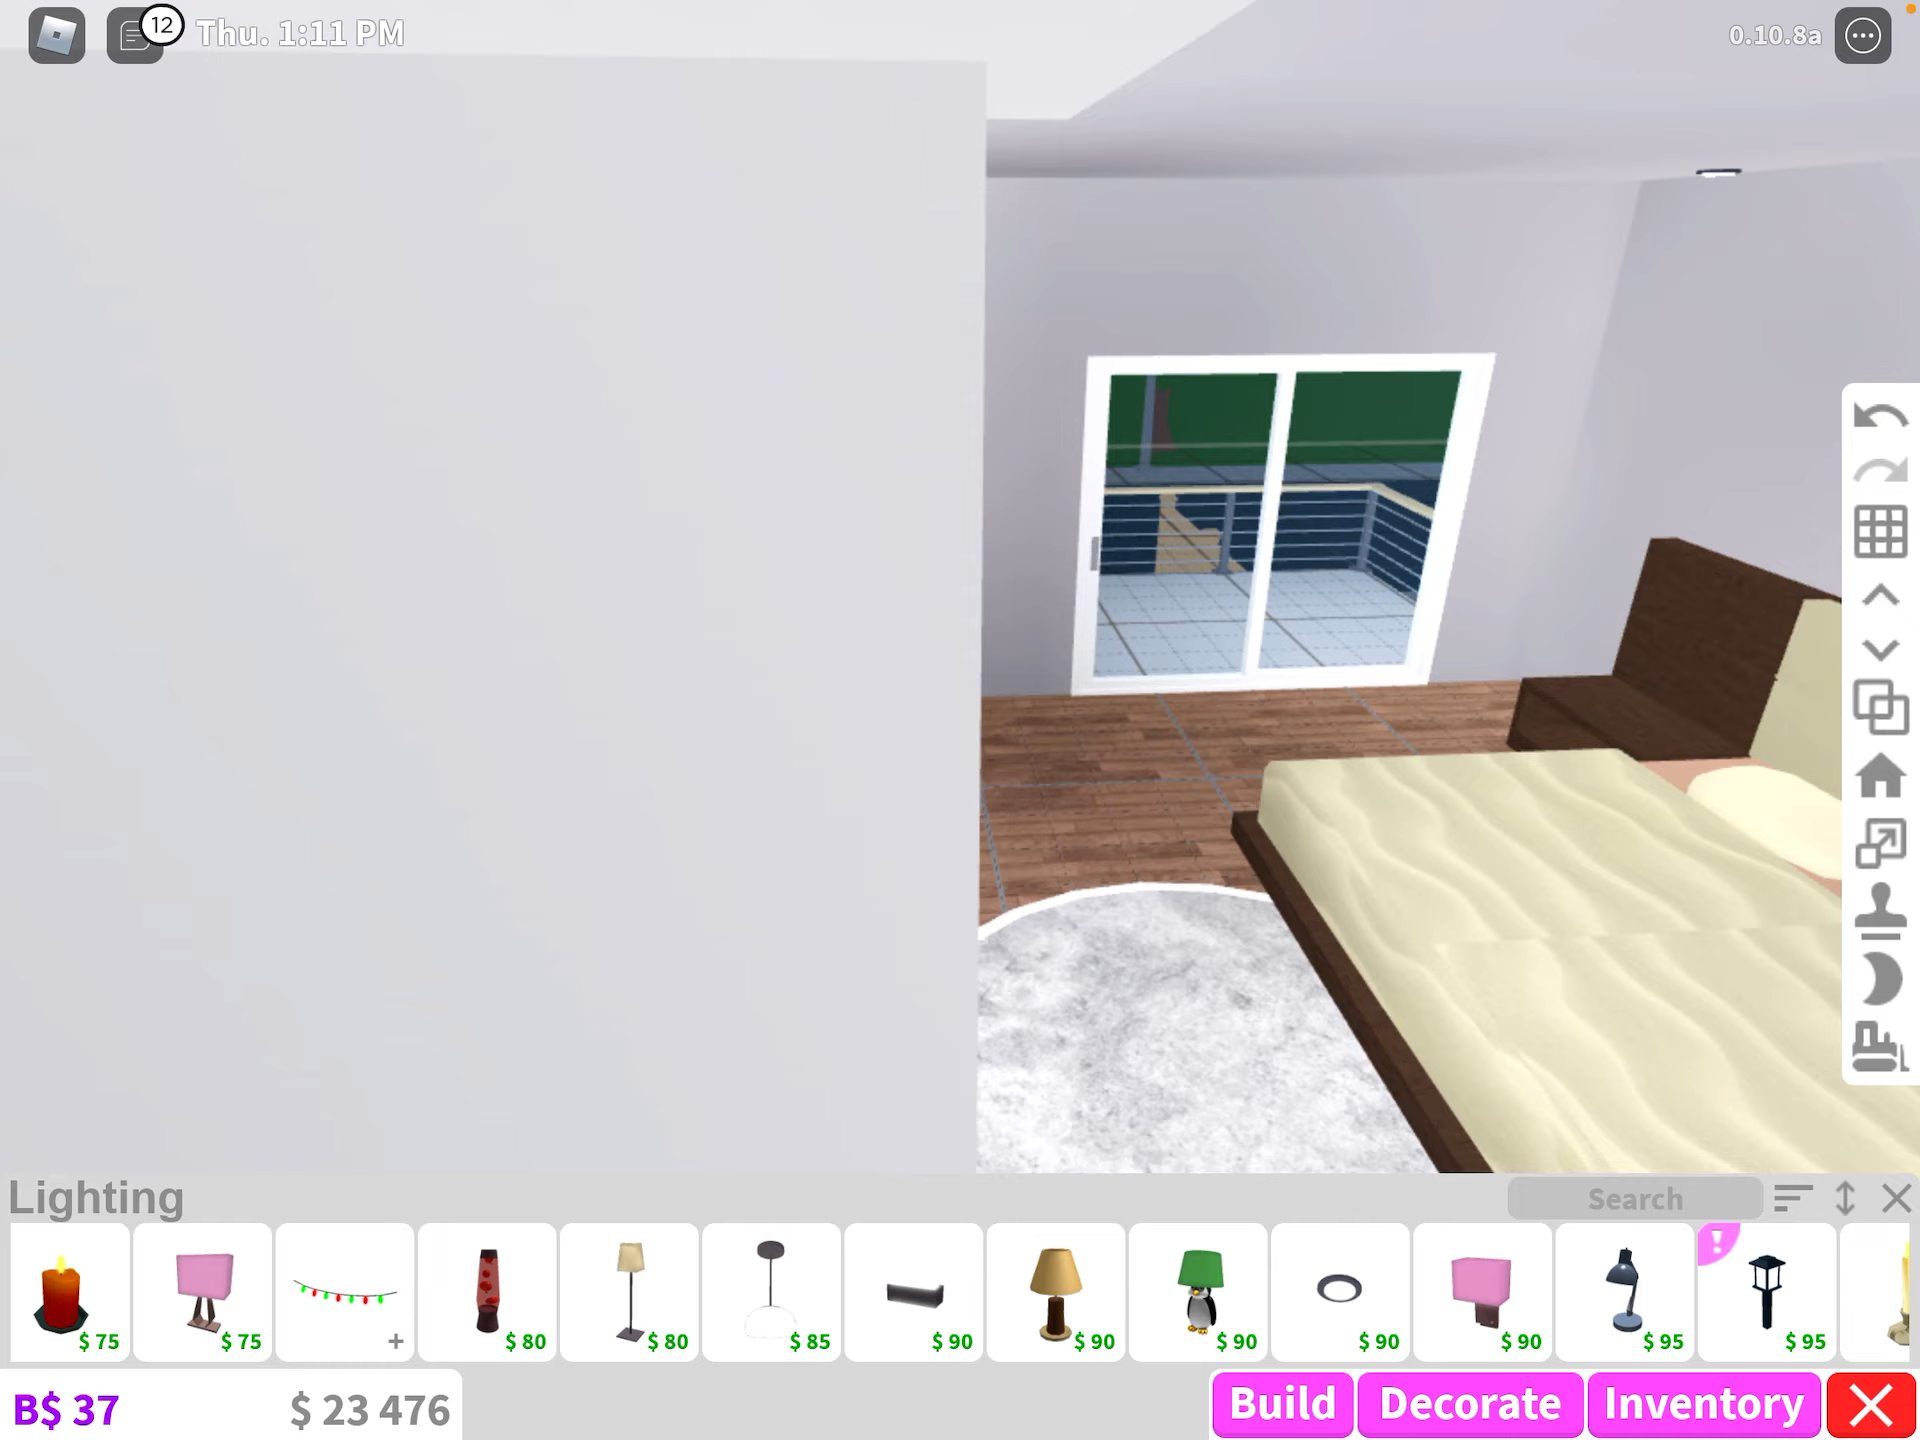 12
Thu. 1:11 PM
0.10.8a
Lighting
Search
$ 75
$ 75
+
$ 80
$ 80
$ 85
$ 90
$ 90
$ 90
$ 90
$ 90
$ 95
!
$ 95
B$ 37
$ 23 476
Build
Decorate
Inventory